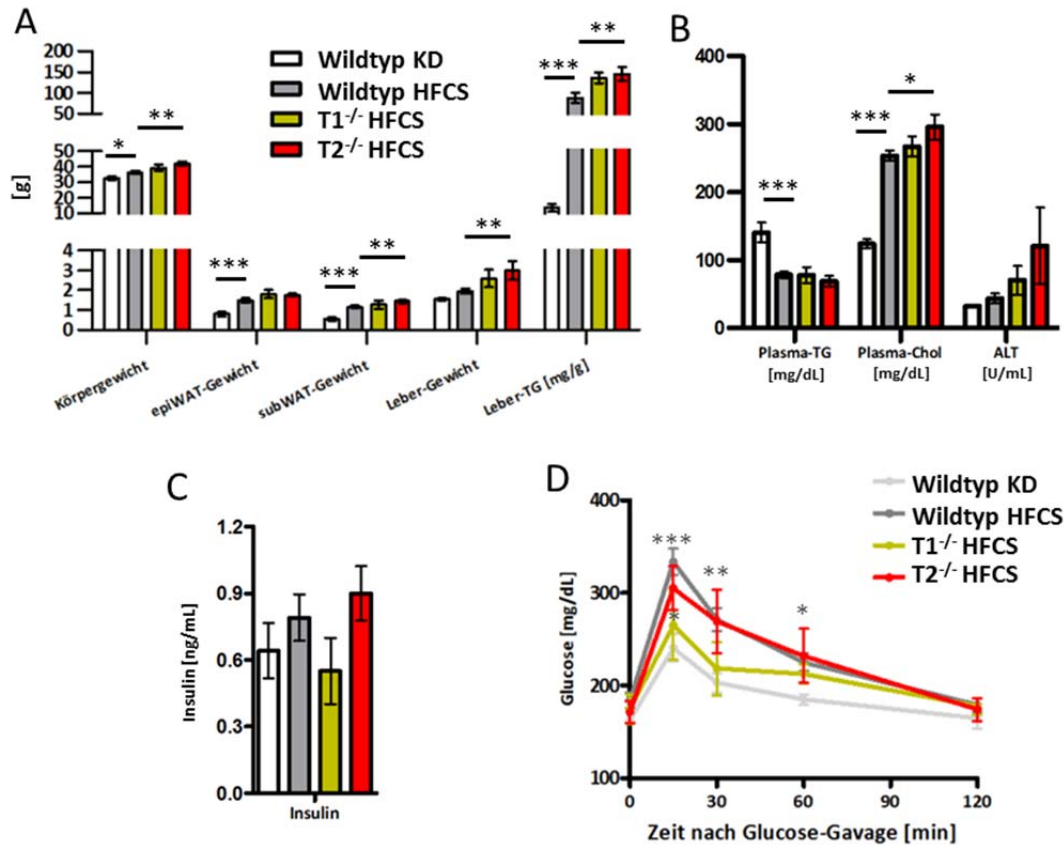 A
B
Wildtyp KD
Wildtyp HFCS
T1-/- HFCS
T2-/- HFCS
200
150
100
50
50
40
30
20
10
4
3
2
1
0
[g]
*
**
***
***
**
**
***
**
Körpergewicht
epiWAT-Gewicht
subWAT-Gewicht
Leber-Gewicht
Leber-TG [mg/g]
400
300
200
100
0
***
***
*
Plasma-TG
[mg/dL]
Plasma-Chol
[mg/dL]
ALT
[U/mL]
C
Insulin [ng/mL]
1.2
0.9
0.6
0.3
0.0
Insulin
D
Wildtyp KD
Wildtyp HFCS
T1-/- HFCS
T2-/- HFCS
Glucose [mg/dL]
400
300
200
100
***
**
*
*
0
30
60
90
120
Zeit nach Glucose-Gavage [min]